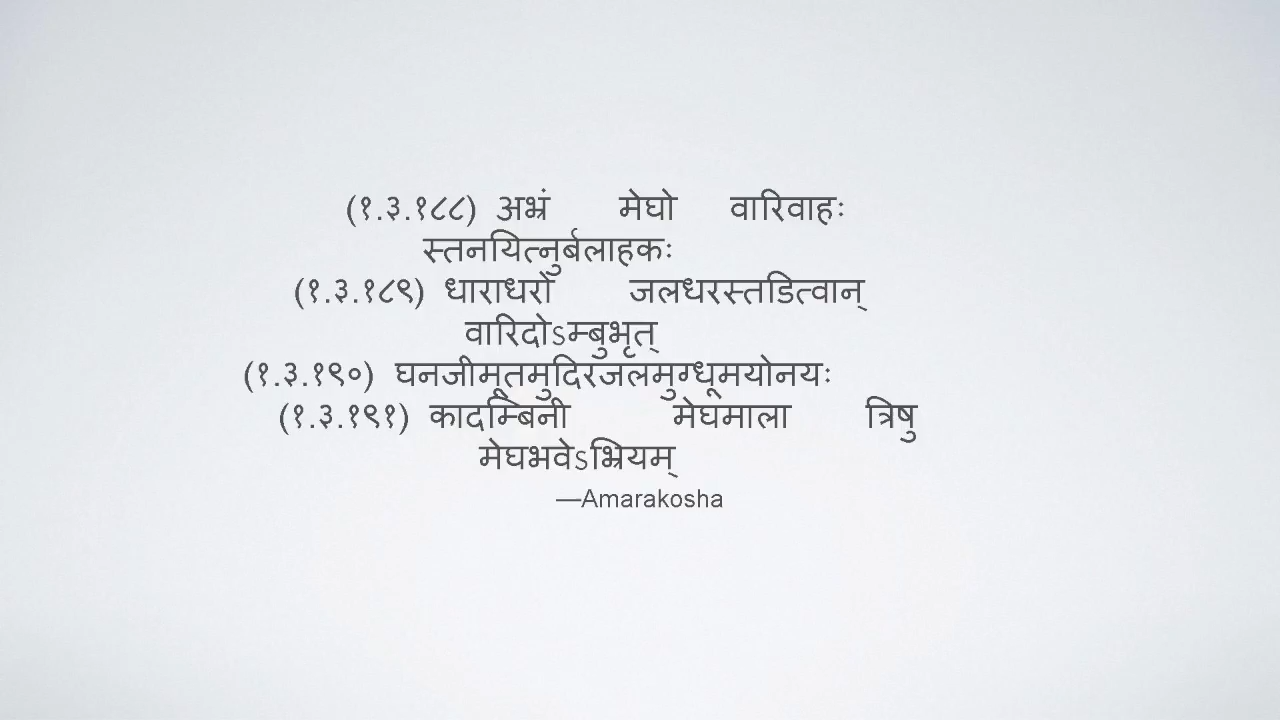 (१.३.१८८) अभ्रं मेघो वारिवाहः
स्तनयित्नुर्बलाहकः
(१.३.१८९) धाराधरो जलधरस्तडित्वान्
वारिदोऽम्बुभृत्
(१.३.१९०) घनजीमूतमुदिरजलमुग्धूमयोनयः
(१.३.१९१) कादम्बिनी मेघमाला त्रिषु
मेघभवेऽभ्रियम्
—Amarakosha